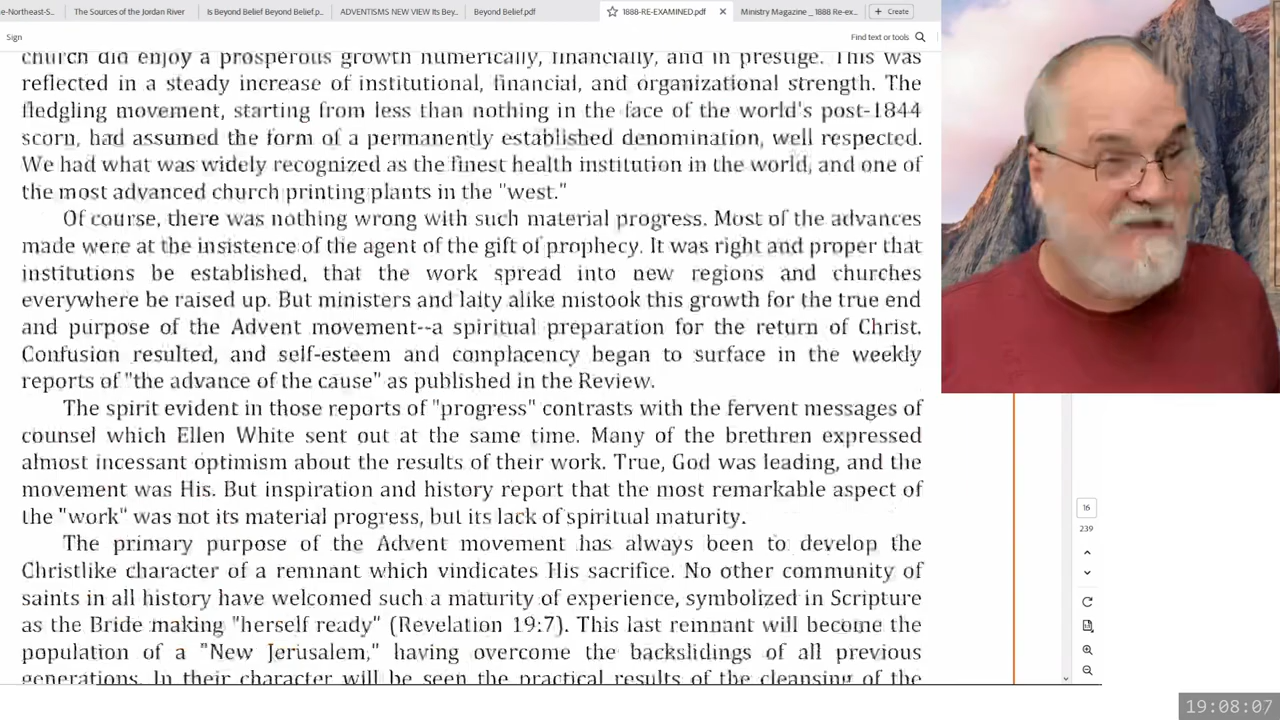 he-Northeast-S... The Sources of the Jordan River Is Beyond Belief Beyond Belief.p... ADVENTISMS NEW VIEW Its Bey... Beyond Belief.pdf 1888-RE-EXAMINED.pdf Ministry Magazine _ 1888 Re-ex... Create
Sign Find text or tools
church did enjoy a prosperous growth numerically, financially, and in prestige. This was
reflected in a steady increase of institutional, financial, and organizational strength. The
fledgling movement, starting from less than nothing in the face of the world's post-1844
scorn, had assumed the form of a permanently established denomination, well respected.
We had what was widely recognized as the finest health institution in the world, and one of
the most advanced church printing plants in the "west."
Of course, there was nothing wrong with such material progress. Most of the advances
made were at the insistence of the agent of the gift of prophecy. It was right and proper that
institutions be established, that the work spread into new regions and churches
everywhere be raised up. But ministers and laity alike mistook this growth for the true end
and purpose of the Advent movement--a spiritual preparation for the return of Christ.
Confusion resulted, and self-esteem and complacency began to surface in the weekly
reports of "the advance of the cause" as published in the Review.
The spirit evident in those reports of "progress" contrasts with the fervent messages of
counsel which Ellen White sent out at the same time. Many of the brethren expressed
almost incessant optimism about the results of their work. True, God was leading, and the
movement was His. But inspiration and history report that the most remarkable aspect of
the "work" was not its material progress, but its lack of spiritual maturity.
The primary purpose of the Advent movement has always been to develop the
Christlike character of a remnant which vindicates His sacrifice. No other community of
saints in all history have welcomed such a maturity of experience, symbolized in Scripture
as the Bride making "herself ready" (Revelation 19:7). This last remnant will become the
population of a "New Jerusalem," having overcome the backslidings of all previous
generations. In their character will be seen the practical results of the cleansing of the
16
239
19:08:07